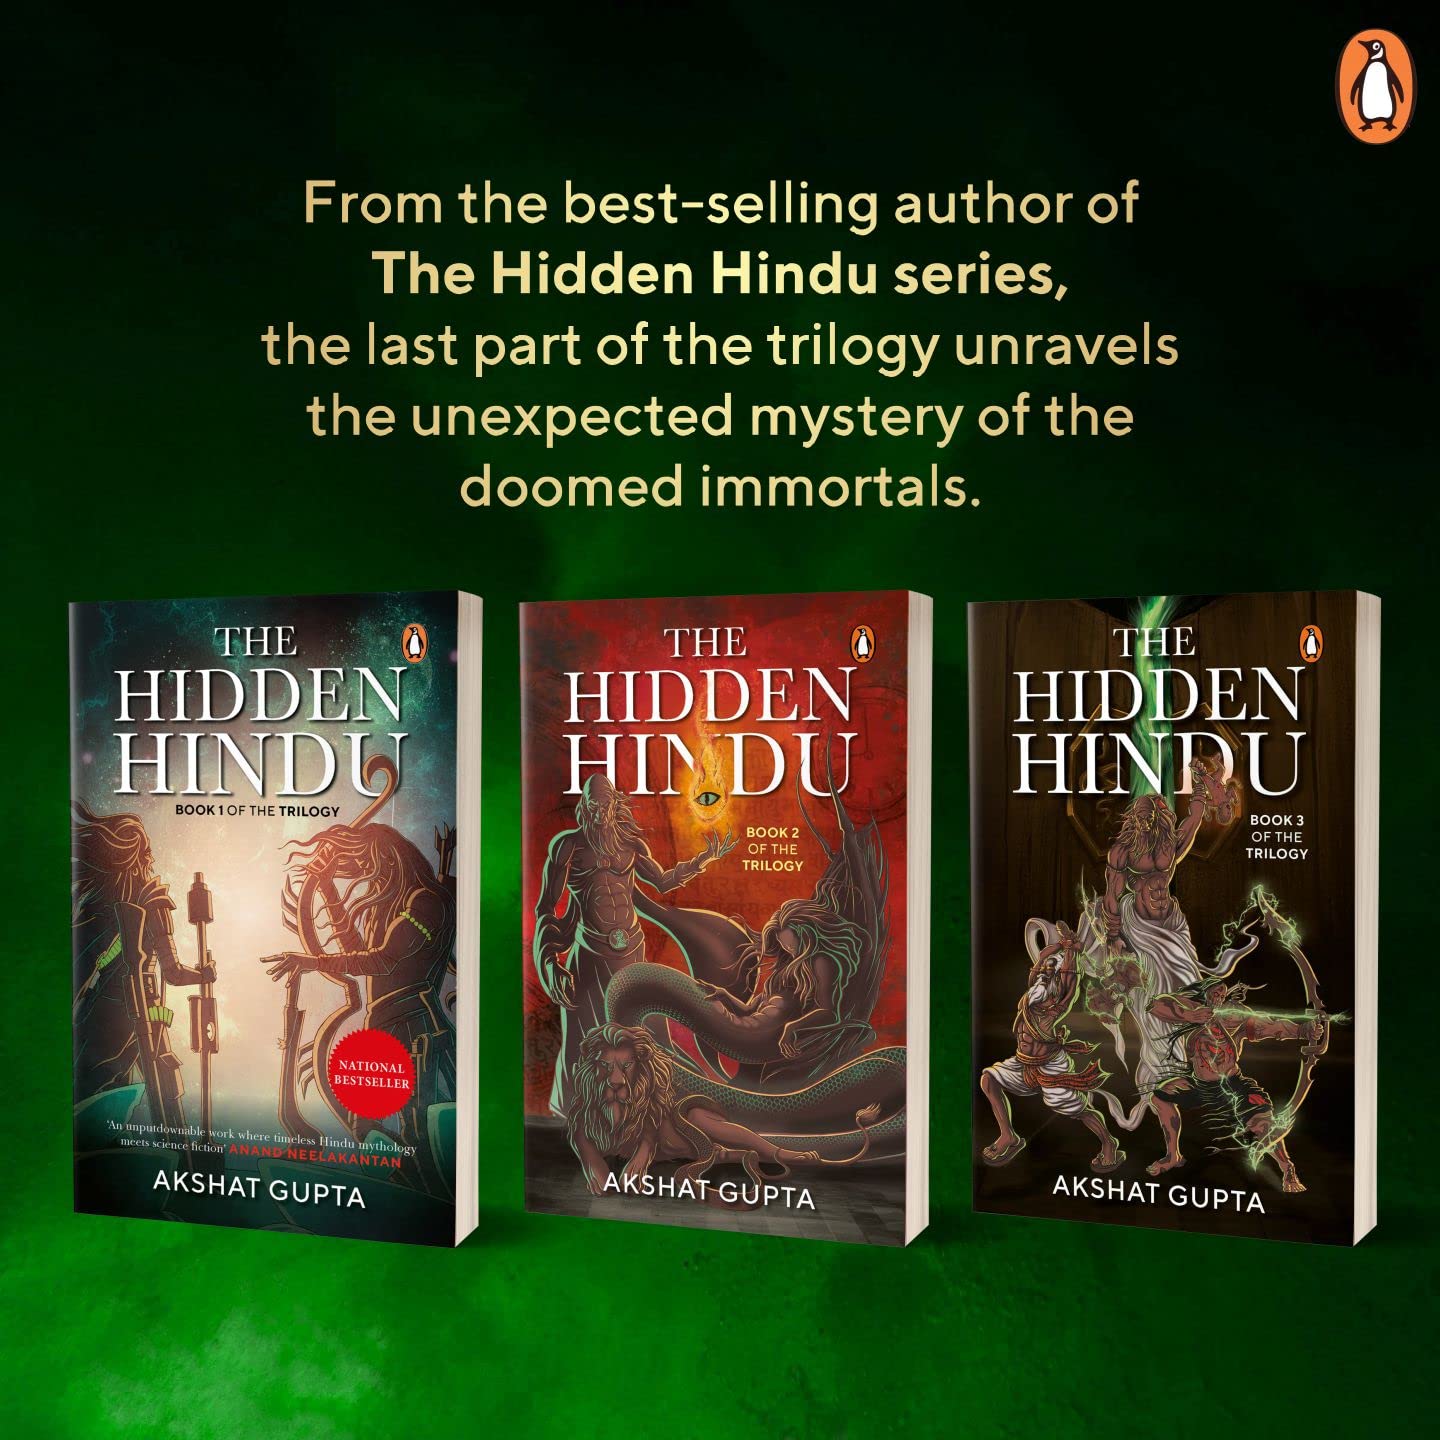 From the best-selling author of
The Hidden Hindu series,
the last part of the trilogy unravels
the unexpected mystery of the
doomed immortals.
THE
HIDDEN
HINDU
BOOK 1 OF THE TRILOGY
NATIONAL
BESTSELLER
'An unputdownable work where timeless Hindu mythology
meets science fiction' ANAND NEELAKANTAN
AKSHAT GUPTA
THE
HIDDEN
HINDU
BOOK 2
OF THE
TRILOGY
AKSHAT GUPTA
THE
HIDDEN
HINDU
BOOK 3
OF THE
TRILOGY
AKSHAT GUPTA